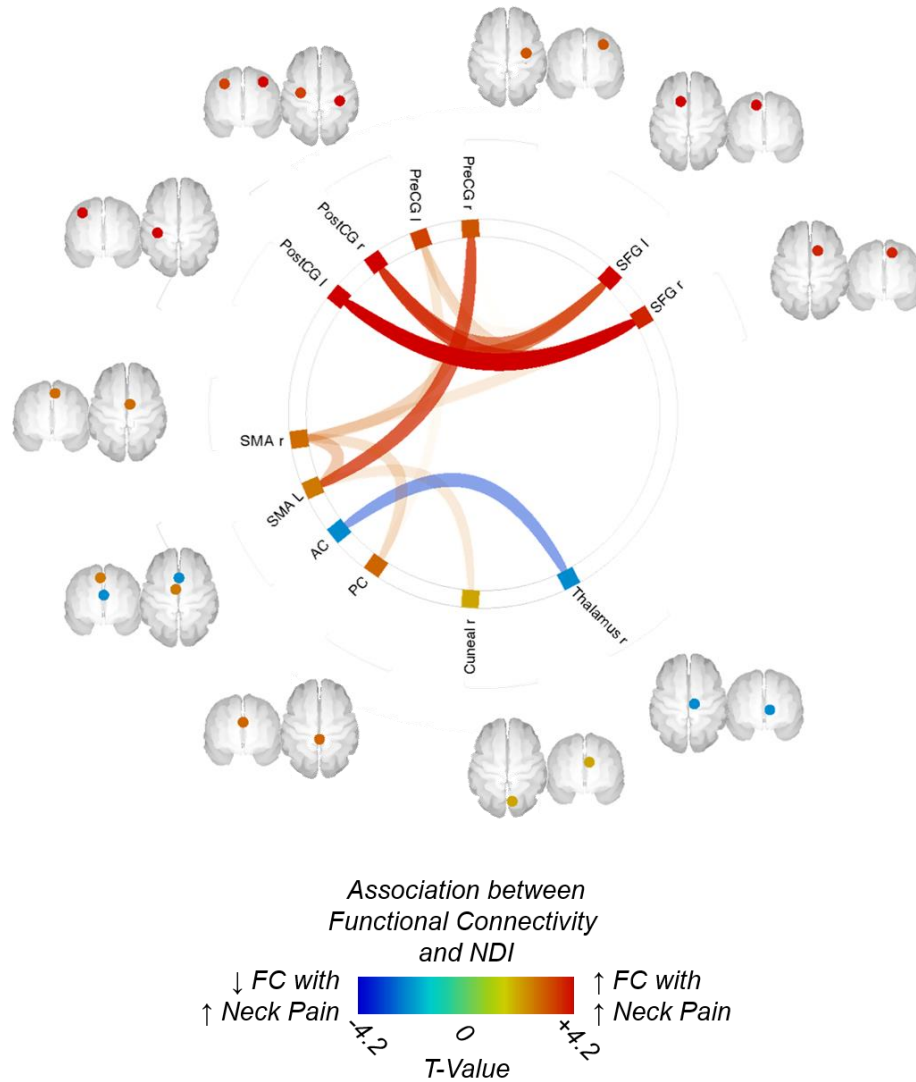 PreCG r
PreCG l
PostCG r
PostCG l
SFG l
SFG r
SMA r
SMA L
AC
PC
Cuneal r
Thalamus r
Association between
Functional Connectivity
and NDI
↓ FC with
↑ Neck Pain
↑ FC with
↑ Neck Pain
-4.2
0
+4.2
T-Value